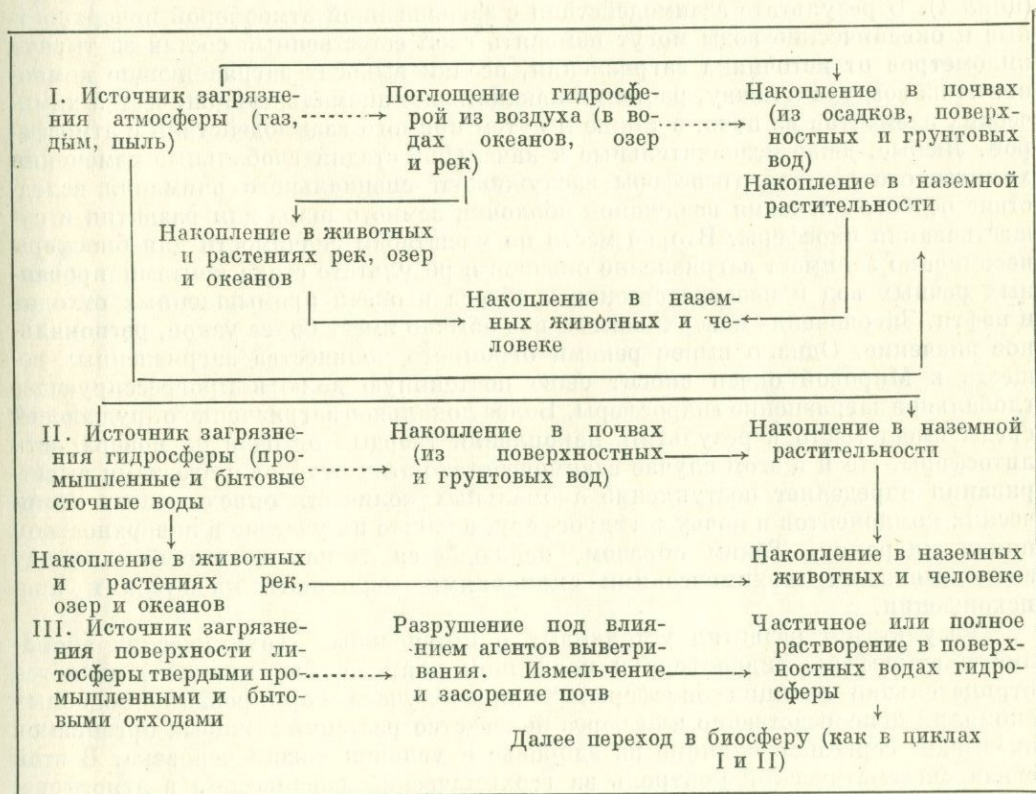 I. Источник загрязне-
ния атмосферы (газ,
дым, пыль)
Поглощение гидросфе-
рой из воздуха (в во-
дах океанов, озер
и рек)
Накопление в почвах
(из осадков, поверх-
ностных и грунтовых
вод)
Накопление в наземной
растительности
Накопление в животных
и растениях рек, озер
и океанов
Накопление в назем-
ных животных и че-
ловеке
II. Источник загрязне-
ния гидросферы (про-
мышленные и бытовые
сточные воды
Накопление в почвах
(из поверхностных
и грунтовых вод)
Накопление в наземной
растительности
Накопление в животных
и растениях рек,
озер и океанов
Накопление в наземных
животных и человеке
III. Источник загрязне-
ния поверхности ли-
тосферы твердыми про-
мышленными и быто-
выми отходами
Разрушение под влия-
нием агентов выветри-
вания. Измельчение
и засорение почв
Частичное или полное
растворение в поверх-
ностных водах гидро-
сферы
Далее переход в биосферу (как в циклах
I и II)